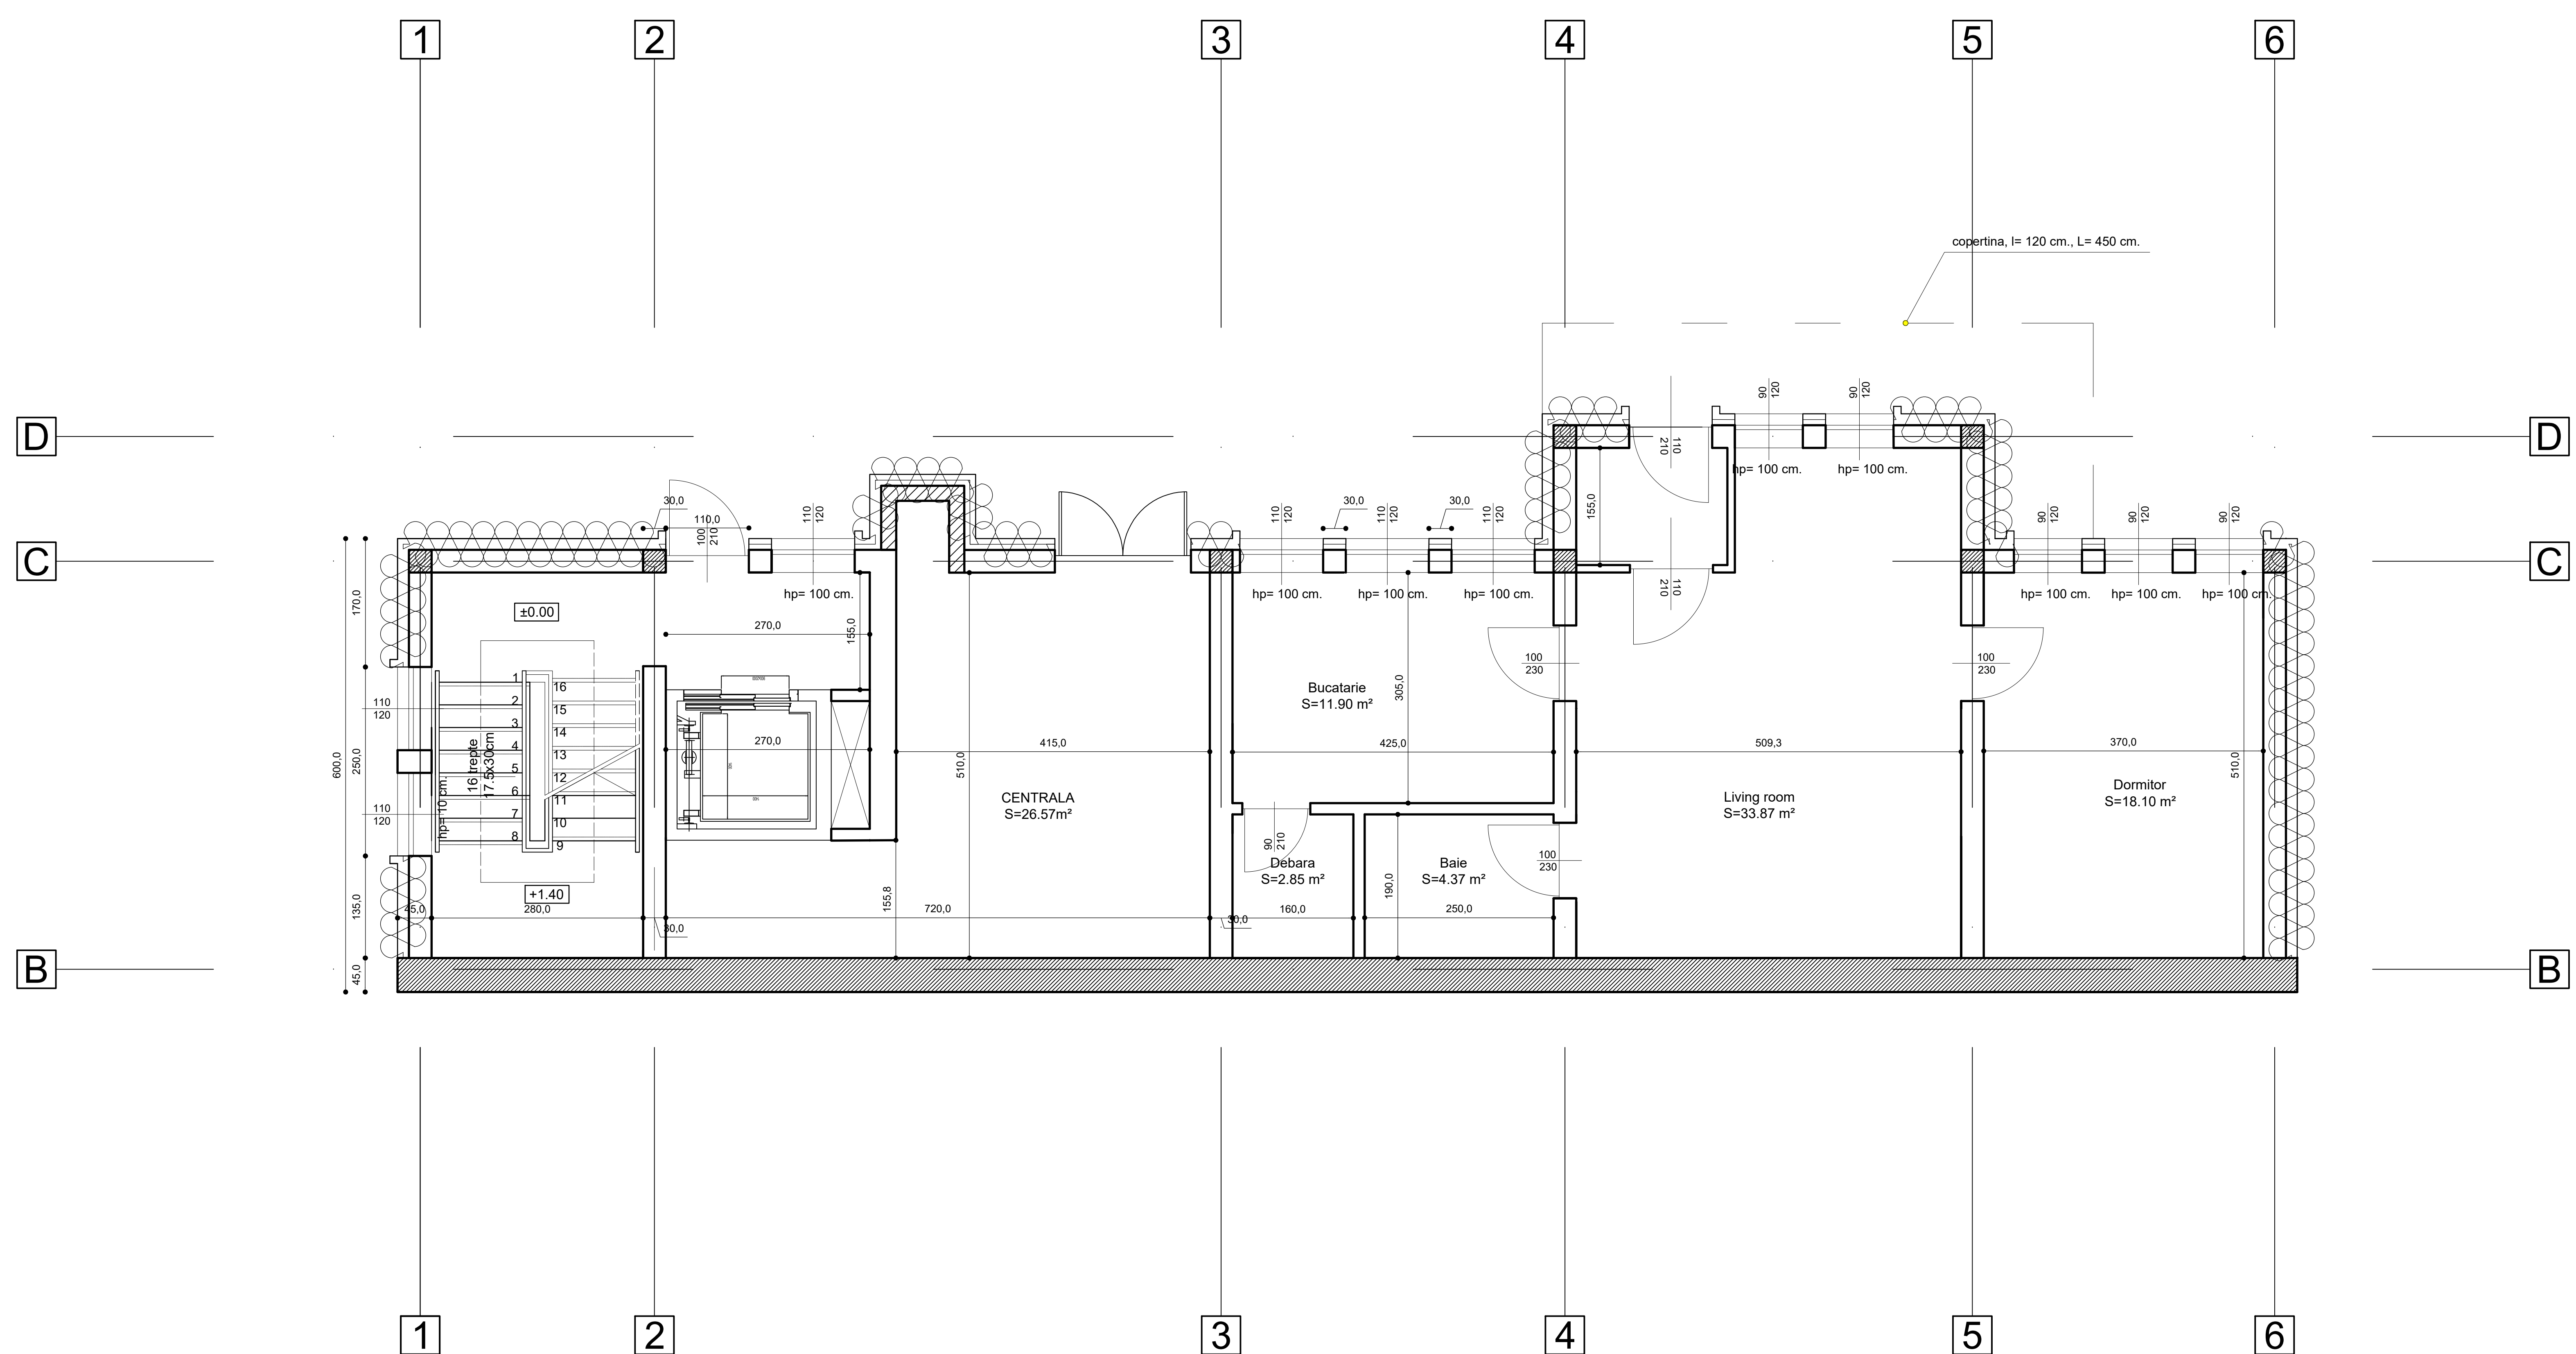 1 2 3 4 5 6
copertina, l= 120 cm., L= 450 cm.
90 120
90 120
D D
110 210
hp= 100 cm. hp= 100 cm.
30,0
110,0
100 210
110 120
110 120
30,0
110 120
30,0
110 120
155,0
90 120
90 120
90 120
C C
110 210
hp= 100 cm.
hp= 100 cm. hp= 100 cm. hp= 100 cm.
hp= 100 cm. hp= 100 cm. hp= 100 cm.
170,0
±0.00
270,0
155,0
100
230
100
230
1
2
3
4
5
6
7
8
16
15
14
13
12
11
10
9
16 trepte
17.5x30cm
hp= 10 cm.
110
120
110
120
600,0
250,0
270,0
510,0
415,0
Bucatarie
S=11.90 m²
305,0
425,0
509,3
370,0
510,0
CENTRALA
S=26.57m²
Living room
S=33.87 m²
Dormitor
S=18.10 m²
90 210
100
230
Debara
S=2.85 m²
Baie
S=4.37 m²
190,0
+1.40
135,0
45,0
280,0
30,0
155,8
720,0
30,0
160,0
250,0
B B
45,0
1 2 3 4 5 6